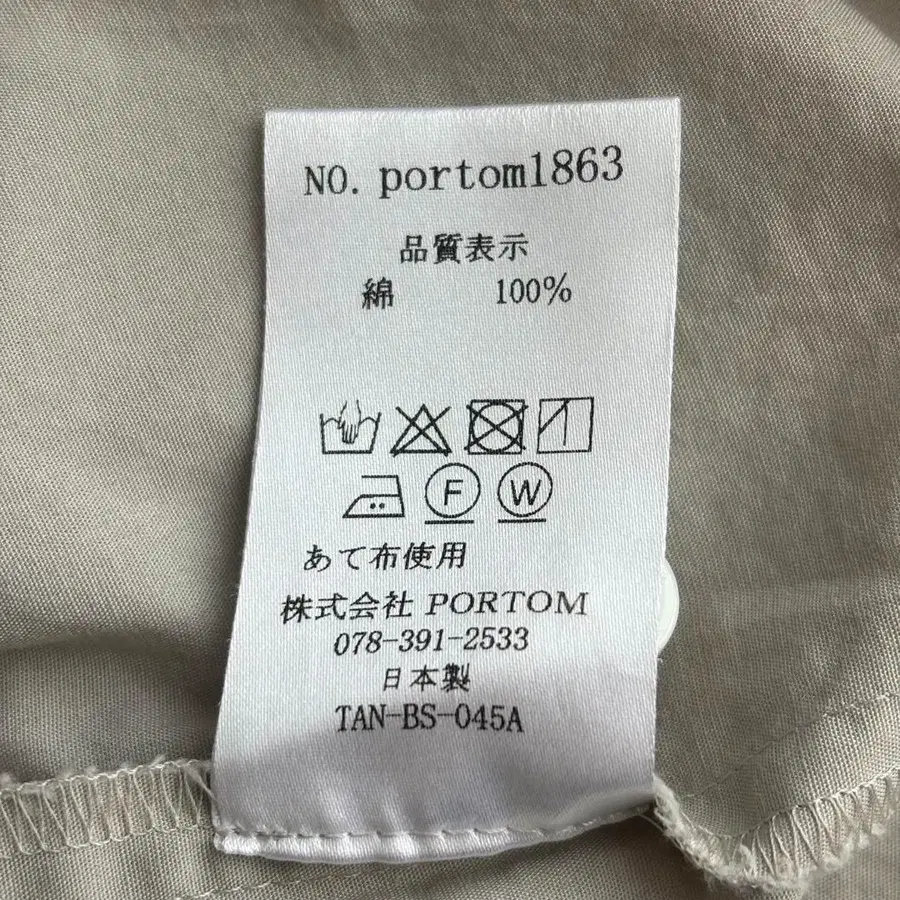 NO. portom1863
品質表示
綿 100%
F W
あて布使用
株式会社 PORTOM
078-391-2533
日本製
TAN-BS-045A